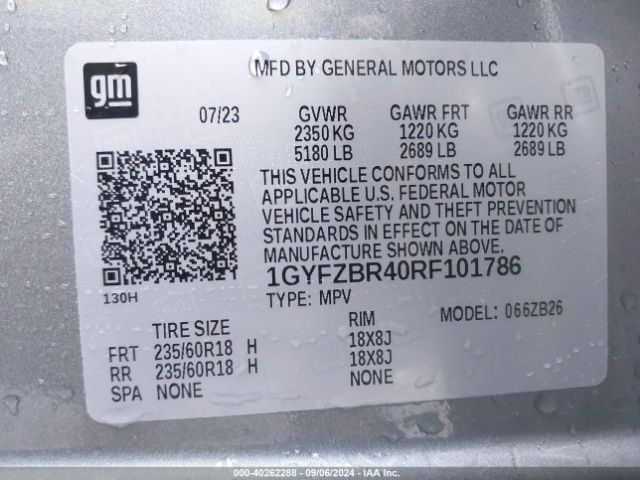 gm
MFD BY GENERAL MOTORS LLC
07/23 GVWR GAWR FRT GAWR RR
2350 KG 1220 KG 1220 KG
5180 LB 2689 LB 2689 LB
THIS VEHICLE CONFORMS TO ALL
APPLICABLE U.S. FEDERAL MOTOR
VEHICLE SAFETY AND THEFT PREVENTION
STANDARDS IN EFFECT ON THE DATE OF
MANUFACTURE SHOWN ABOVE.
1GYFZBR40RF101786
130H
TYPE: MPV MODEL: 066ZB26
TIRE SIZE RIM
FRT 235/60R18 H 18X8J
RR 235/60R18 H 18X8J
SPA NONE NONE
000-40262288 - 09/06/2024 - IAA Inc.